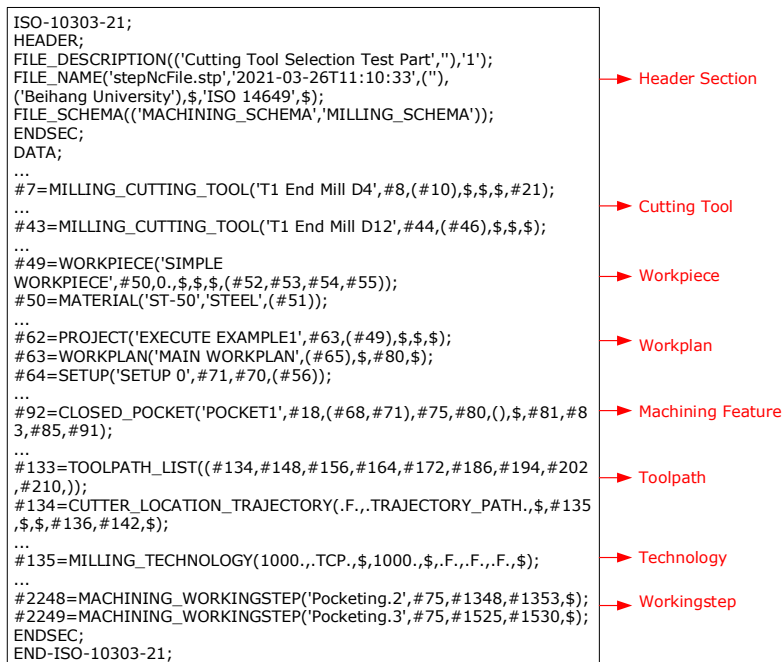 ISO-10303-21;
HEADER;
FILE_DESCRIPTION(('Cutting Tool Selection Test Part',''),'1');
FILE_NAME('stepNcFile.stp','2021-03-26T11:10:33',(''),
('Beihang University'),$,'ISO 14649',$);
Header Section
FILE_SCHEMA(('MACHINING_SCHEMA','MILLING_SCHEMA'));
ENDSEC;
DATA;
...
#7=MILLING_CUTTING_TOOL('T1 End Mill D4',#8,(#10),$,$,$,#21);
...
Cutting Tool
#43=MILLING_CUTTING_TOOL('T1 End Mill D12',#44,(#46),$,$,$);
...
#49=WORKPIECE('SIMPLE
WORKPIECE',#50,0.,$,$,$,(#52,#53,#54,#55));
Workpiece
#50=MATERIAL('ST-50','STEEL',(#51));
...
#62=PROJECT('EXECUTE EXAMPLE1',#63,(#49),$,$,$);
#63=WORKPLAN('MAIN WORKPLAN',(#65),$,#80,$);
Workplan
#64=SETUP('SETUP 0',#71,#70,(#56));
...
#92=CLOSED_POCKET('POCKET1',#18,(#68,#71),#75,#80,(),$,#81,#8
Machining Feature
3,#85,#91);
...
#133=TOOLPATH_LIST((#134,#148,#156,#164,#172,#186,#194,#202
,#210,));
Toolpath
#134=CUTTER_LOCATION_TRAJECTORY(.F.,.TRAJECTORY_PATH.,$,#135
,$,$,#136,#142,$);
...
#135=MILLING_TECHNOLOGY(1000.,.TCP.,$,1000.,$,.F.,.F.,.F.,$);
Technology
...
#2248=MACHINING_WORKINGSTEP('Pocketing.2',#75,#1348,#1353,$);
Workingstep
#2249=MACHINING_WORKINGSTEP('Pocketing.3',#75,#1525,#1530,$);
ENDSEC;
END-ISO-10303-21;